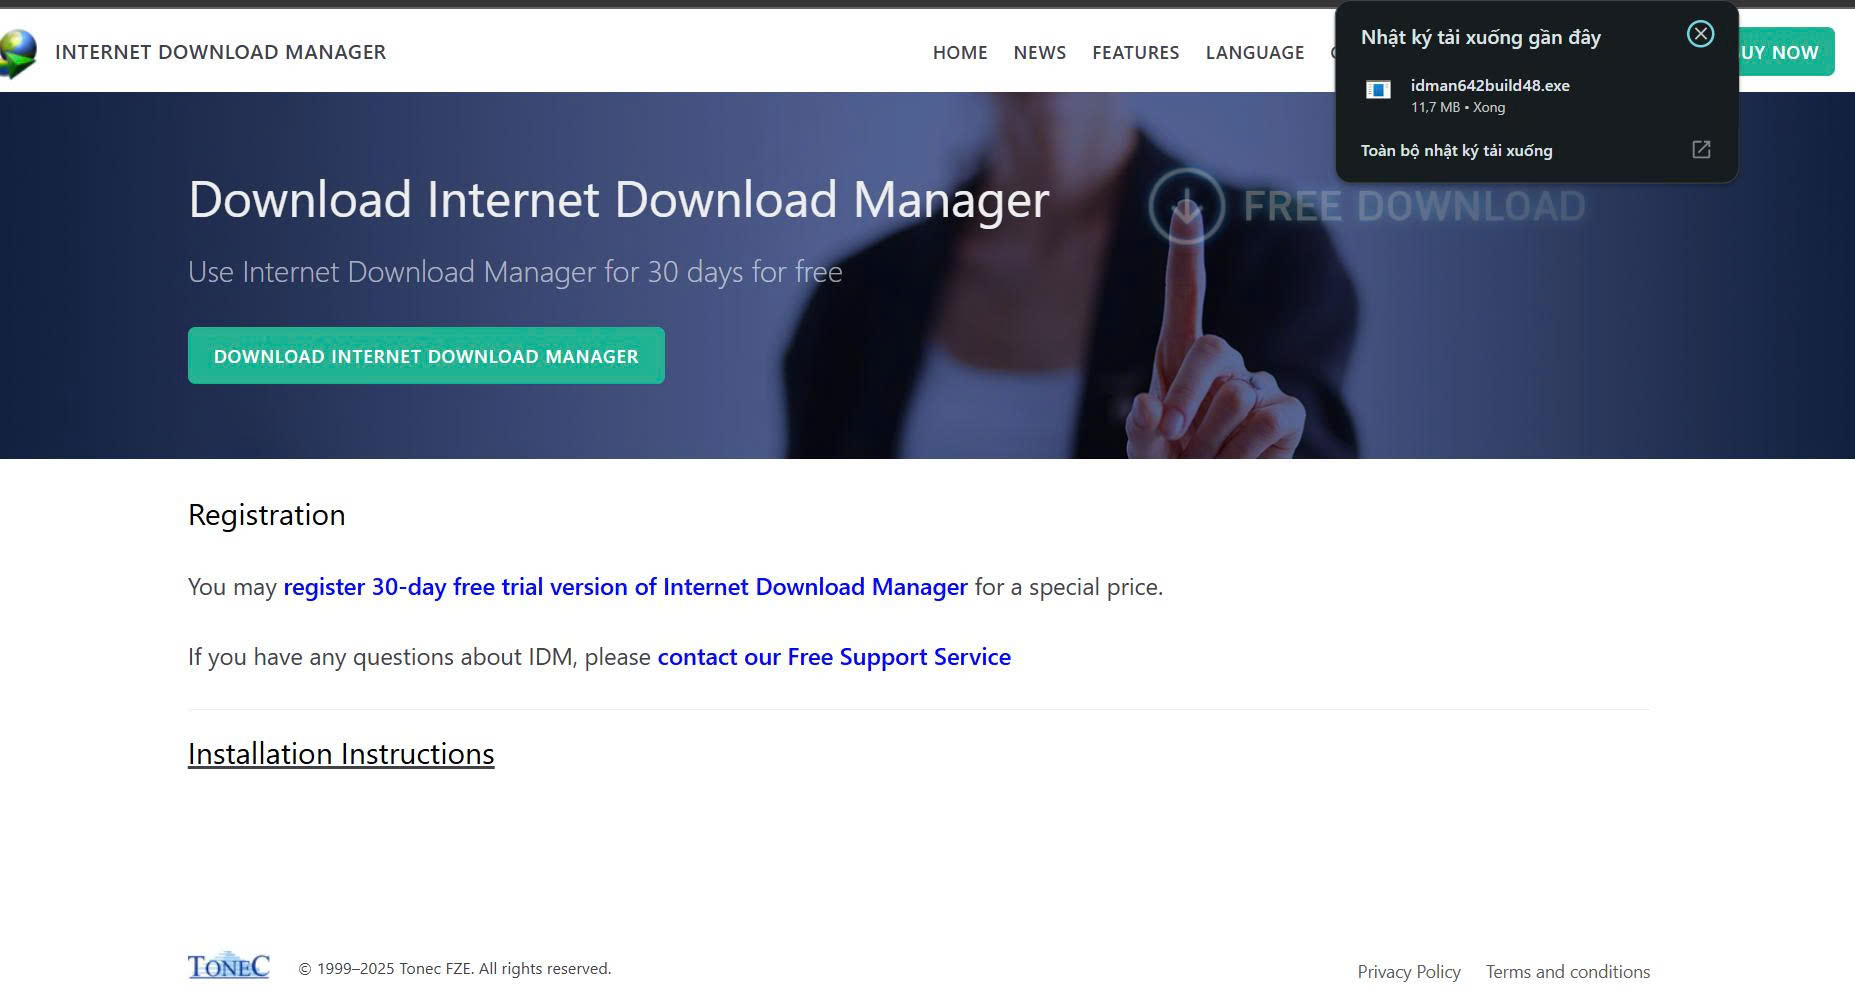 INTERNET DOWNLOAD MANAGER
HOME NEWS FEATURES LANGUAGE
UY NOW
Nhật ký tải xuống gần đây
idman642build48.exe
11,7 MB • Xong
Toàn bộ nhật ký tải xuống
Download Internet Download Manager
FREE DOWNLOAD
Use Internet Download Manager for 30 days for free
DOWNLOAD INTERNET DOWNLOAD MANAGER
Registration
You may register 30-day free trial version of Internet Download Manager for a special price.
If you have any questions about IDM, please contact our Free Support Service
Installation Instructions
TONEC
© 1999–2025 Tonec FZE. All rights reserved.
Privacy Policy Terms and conditions